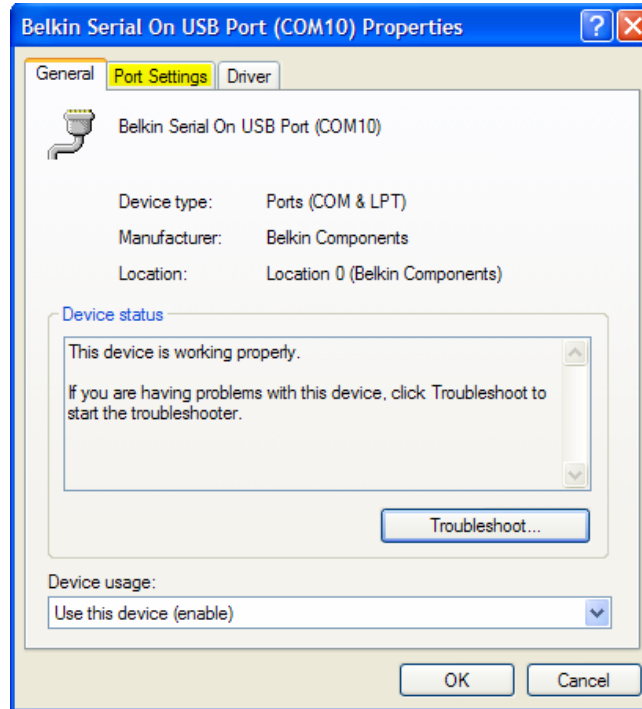 Belkin Serial On USB Port (COM10) Properties
General Port Settings Driver
Belkin Serial On USB Port (COM10)
Device type: Ports (COM & LPT)
Manufacturer: Belkin Components
Location: Location 0 (Belkin Components)
Device status
This device is working properly.
If you are having problems with this device, click Troubleshoot to
start the troubleshooter.
Troubleshoot...
Device usage:
Use this device (enable)
OK Cancel